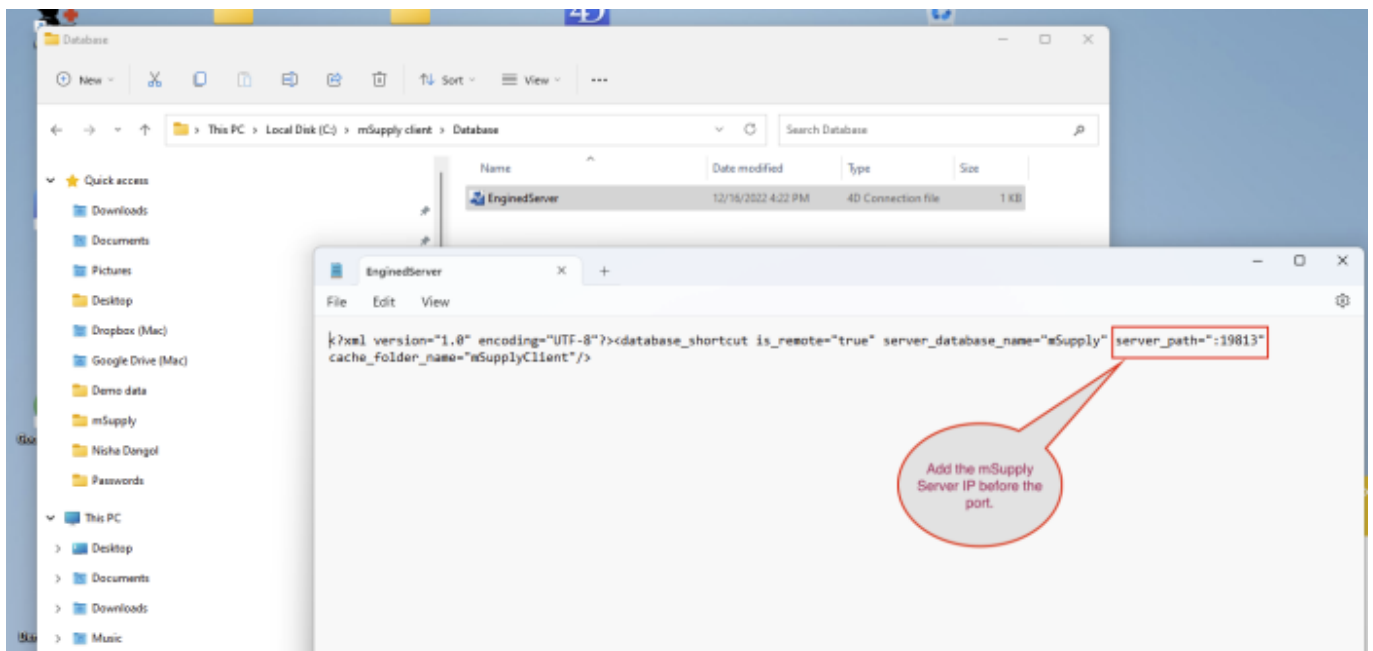 4D
Database
New
Sort
View
This PC > Local Disk (C:) > mSupply client > Database
Search Database
Name
Date modified
Type
Size
EnginedServer
12/16/2022 4:22 PM
4D Connection file
1 KB
Quick access
Downloads
Documents
Pictures
Desktop
Dropbox (Mac)
Google Drive (Mac)
Demo data
mSupply
Nisha Dangol
Passwords
This PC
Desktop
Documents
Downloads
Music
EnginedServer
File Edit View
<?xml version="1.0" encoding="UTF-8"?><database_shortcut is_remote="true" server_database_name="mSupply" server_path=":19813"
cache_folder_name="mSupplyClient"/>
Add the mSupply
Server IP before the
port.